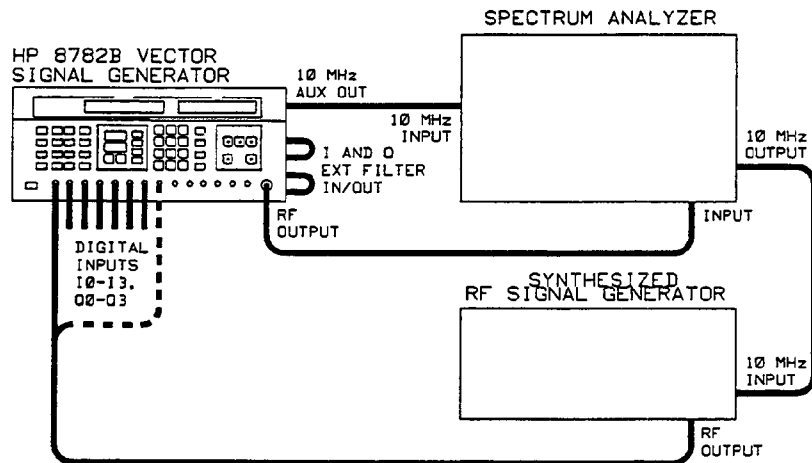 SPECTRUM ANALYZER
HP 8782B VECTOR
SIGNAL GENERATOR
10 MHz
AUX OUT
10 MHz
INPUT
10 MHz
OUTPUT
I AND Q
EXT FILTER
IN/OUT
RF
OUTPUT
INPUT
DIGITAL
INPUTS
I0-I3,
Q0-Q3
SYNTHESIZED
RF SIGNAL GENERATOR
10 MHz
INPUT
RF
OUTPUT